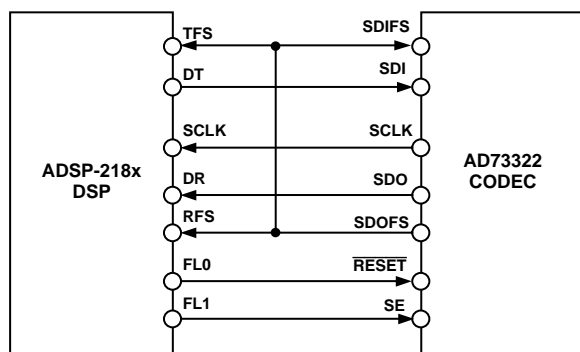 TFS SDIFS
DT SDI
SCLK SCLK
ADSP-218x
DSP
AD73322
CODEC
DR SDO
RFS SDOFS
FL0 RESET
FL1 SE